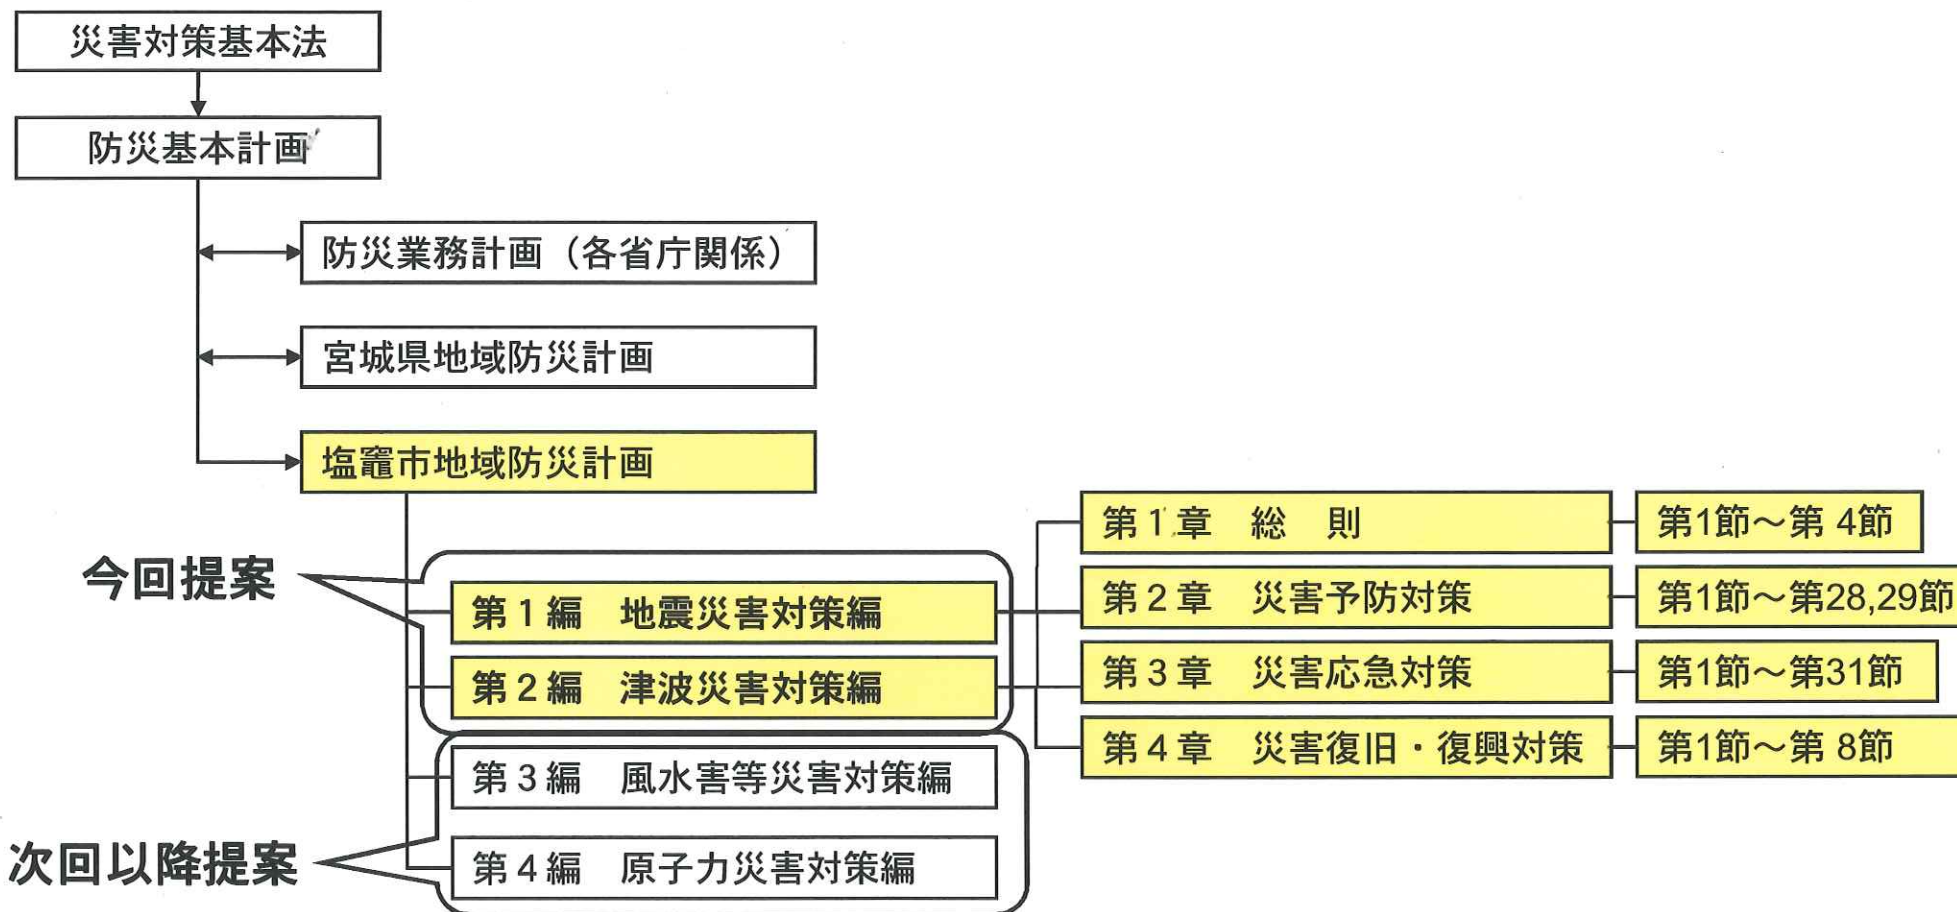 災害対策基本法
防災基本計画
防災業務計画（各省庁関係）
宮城県地域防災計画
塩竈市地域防災計画
今回提案
第１編　地震災害対策編
第２編　津波災害対策編
第１章　総　則
第1節～第 4節
第２章　災害予防対策
第1節～第28,29節
第３章　災害応急対策
第1節～第31節
第４章　災害復旧・復興対策
第1節～第 8節
次回以降提案
第３編　風水害等災害対策編
第４編　原子力災害対策編